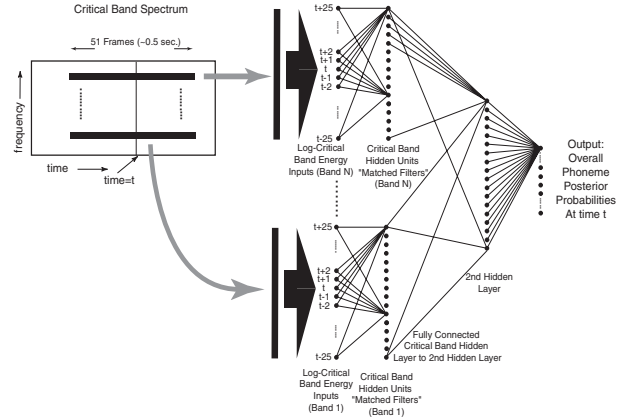 Critical Band Spectrum
51 Frames (~0.5 sec.)
frequency
time
time=t
t+25
t+2
t+1
t
t-1
t-2
t-25
Log-Critical
Band Energy
Inputs (Band N)
Critical Band
Hidden Units
"Matched Filters"
(Band N)
t+25
t+2
t+1
t
t-1
t-2
t-25
Log-Critical
Band Energy
Inputs
(Band 1)
Critical Band
Hidden Units
"Matched Filters"
(Band 1)
Fully Connected
Critical Band Hidden
Layer to 2nd Hidden Layer
2nd Hidden
Layer
Output:
Overall
Phoneme
Posterior
Probabilities
At time t